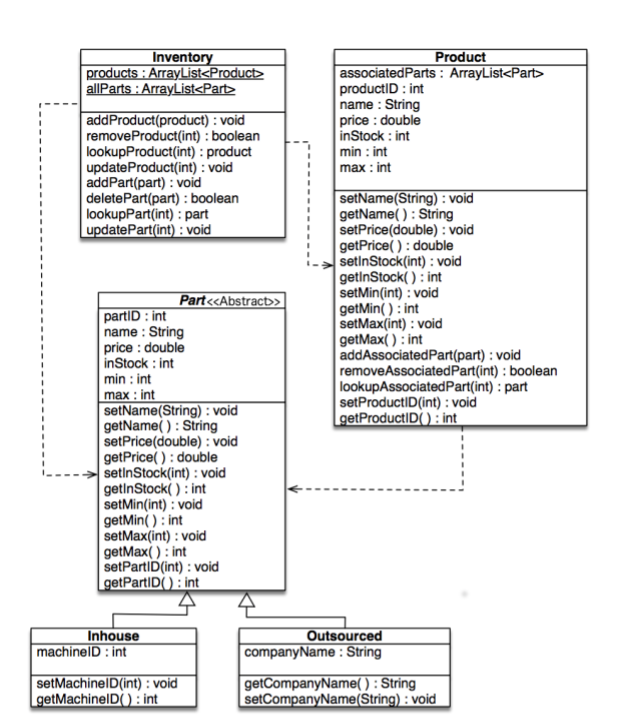 Inventory
products : ArrayList<Product>
allParts : ArrayList<Part>
addProduct(product) : void
removeProduct(int) : boolean
lookupProduct(int) : product
updateProduct(int) : void
addPart(part) : void
deletePart(part) : boolean
lookupPart(int) : part
updatePart(int) : void
Product
associatedParts : ArrayList<Part>
productID : int
name : String
price : double
inStock : int
min : int
max : int
setName(String) : void
getName( ) : String
setPrice(double) : void
getPrice( ) : double
setInStock(int) : void
getInStock( ) : int
setMin(int) : void
getMin( ) : int
setMax(int) : void
getMax( ) : int
addAssociatedPart(part) : void
removeAssociatedPart(int) : boolean
lookupAssociatedPart(int) : part
setProductID(int) : void
getProductID( ) : int
Part<<Abstract>>
partID : int
name : String
price : double
inStock : int
min : int
max : int
setName(String) : void
getName( ) : String
setPrice(double) : void
getPrice( ) : double
setInStock(int) : void
getInStock( ) : int
setMin(int) : void
getMin( ) : int
setMax(int) : void
getMax( ) : int
setPartID(int) : void
getPartID( ) : int
Inhouse
machineID : int
setMachineID(int) : void
getMachineID( ) : int
Outsourced
companyName : String
getCompanyName( ) : String
setCompanyName(String) : void